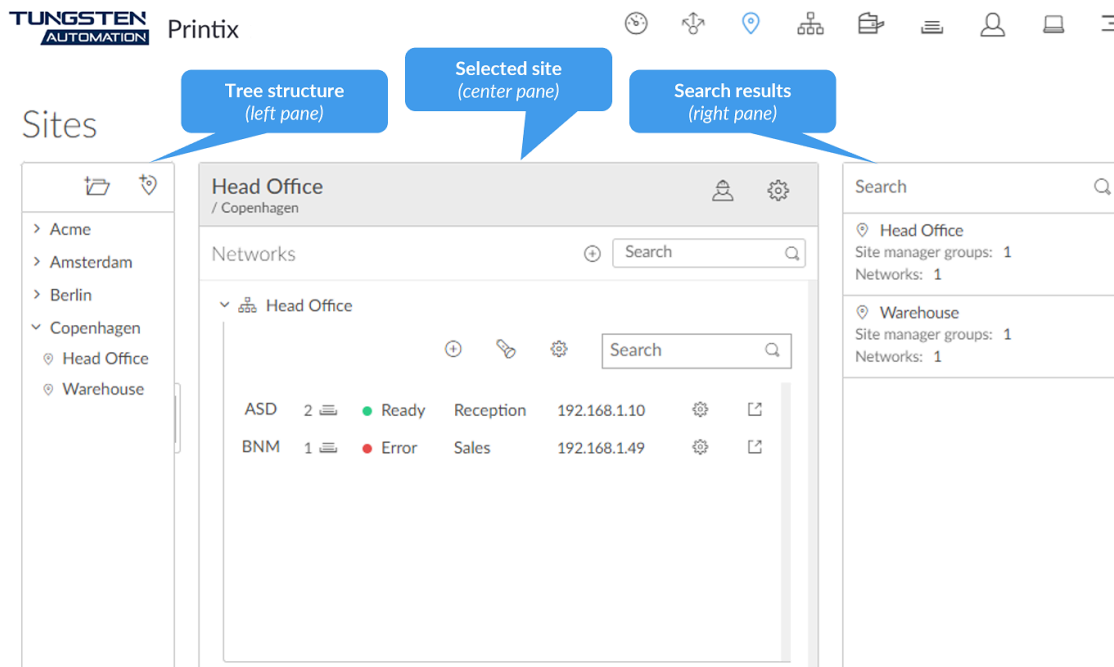 TUNGSTEN
AUTOMATION
Printix
Tree structure
(left pane)
Selected site
(center pane)
Search results
(right pane)
Sites
Acme
Amsterdam
Berlin
Copenhagen
Head Office
Warehouse
Head Office
/ Copenhagen
Networks
Search
Head Office
Search
ASD 2 Ready Reception 192.168.1.10
BNM 1 Error Sales 192.168.1.49
Search
Head Office
Site manager groups: 1
Networks: 1
Warehouse
Site manager groups: 1
Networks: 1